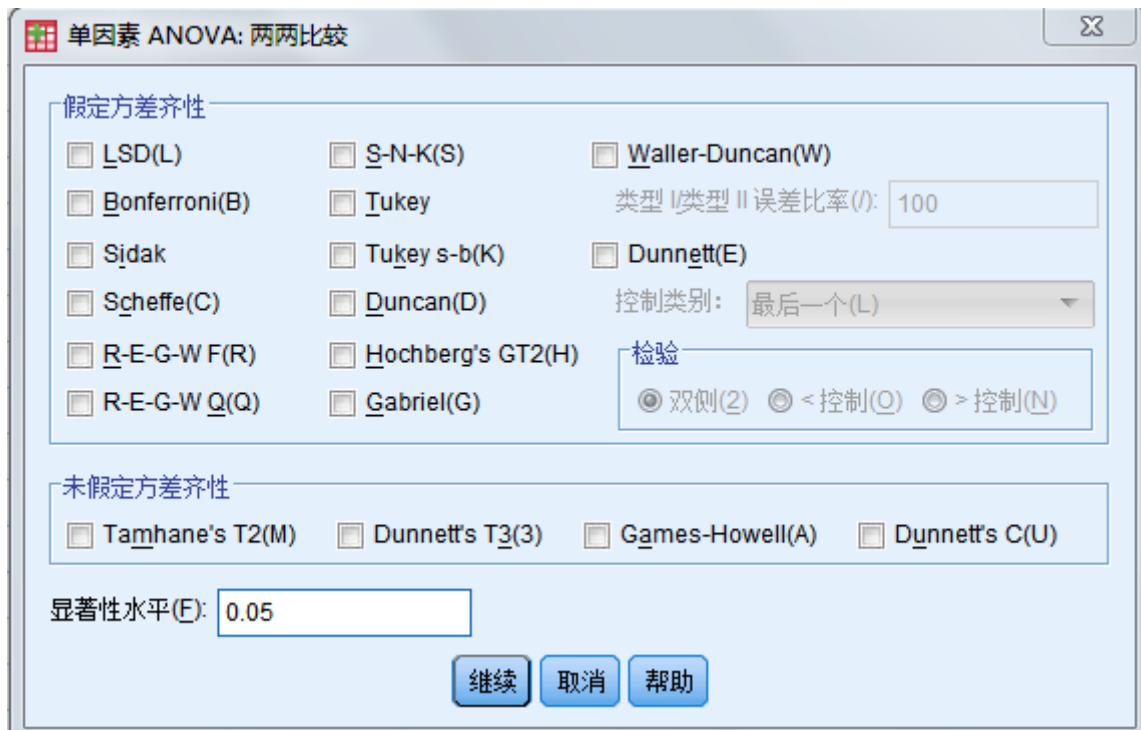 单因素 ANOVA: 两两比较
假定方差齐性
LSD(L) S-N-K(S) Waller-Duncan(W)
Bonferroni(B) Tukey 类型 I/类型 II 误差比率(/): 100
Sidak Tukey s-b(K) Dunnett(E)
Scheffe(C) Duncan(D) 控制类别： 最后一个(L)
R-E-G-W F(R) Hochberg's GT2(H) 检验
R-E-G-W Q(Q) Gabriel(G) 双侧(2) < 控制(O) > 控制(N)
未假定方差齐性
Tamhane's T2(M) Dunnett's T3(3) Games-Howell(A) Dunnett's C(U)
显著性水平(F): 0.05
继续 取消 帮助